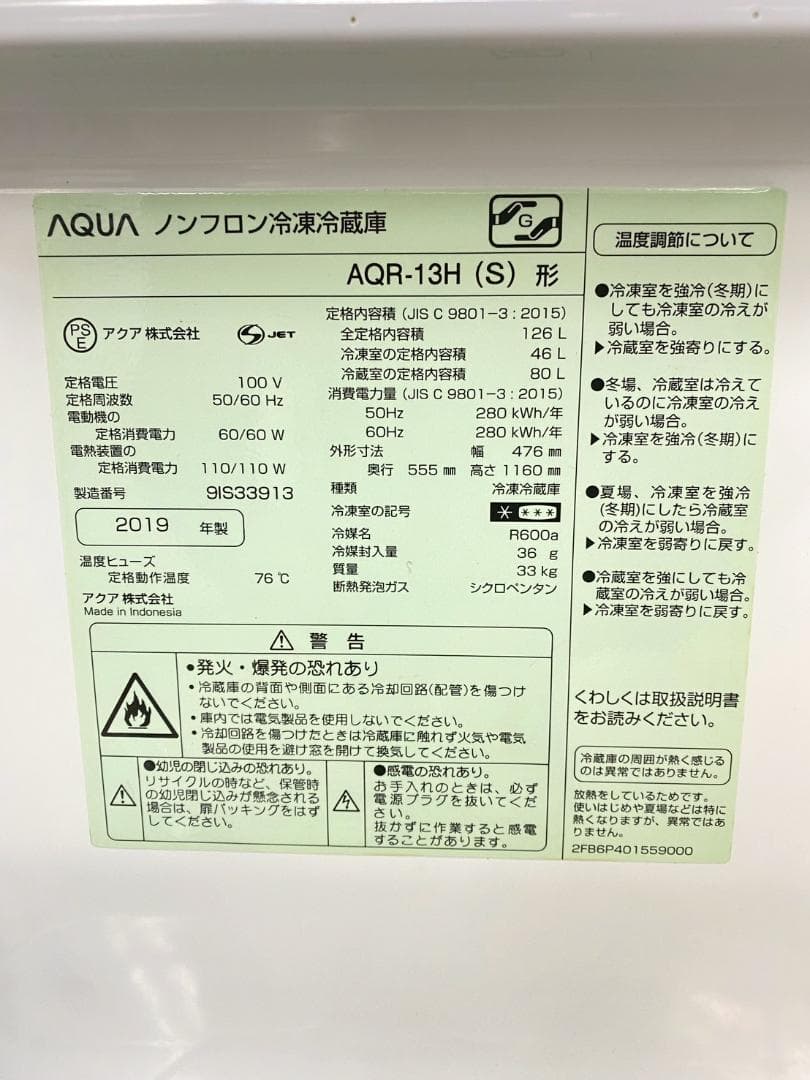 AQUA ノンフロン冷凍冷蔵庫
G
AQR-13H (S) 形
PS
E
アクア 株式会社
S JET
定格電圧 100 V
定格周波数 50/60 Hz
電動機の
定格消費電力 60/60 W
電熱装置の
定格消費電力 110/110 W
製造番号 9IS33913
2019 年製
温度ヒューズ
定格動作温度 76 ℃
アクア 株式会社
Made in Indonesia
定格内容積 (JIS C 9801-3 : 2015)
全定格内容積 126 L
冷凍室の定格内容積 46 L
冷蔵室の定格内容積 80 L
消費電力量 (JIS C 9801-3 : 2015)
50Hz 280 kWh/年
60Hz 280 kWh/年
外形寸法 幅 476 ㎜
奥行 555 ㎜ 高さ 1160 ㎜
種類 冷凍冷蔵庫
冷凍室の記号 * ***
冷媒名 R600a
冷媒封入量 36 g
質量 33 kg
断熱発泡ガス シクロペンタン
⚠ 警告
•発火・爆発の恐れあり
・冷蔵庫の背面や側面にある冷却回路(配管)を傷つけ
ないでください。
・庫内では電気製品を使用しないでください。
・冷却回路を傷つけたときは冷蔵庫に触れず火気や電気
製品の使用を避け窓を開けて換気してください。
●幼児の閉じ込みの恐れあり。
リサイクルの時など、保管時
の幼児閉じ込みが懸念される
場合は、扉パッキングをはず
してください。
●感電の恐れあり。
お手入れのときは、必ず
電源プラグを抜いてくだ
さい。
抜かずに作業すると感電
することがあります。
温度調節について
●冷凍室を強冷(冬期)に
しても冷凍室の冷えが
弱い場合。
▶冷蔵室を強寄りにする。
●冬場、冷蔵室は冷えて
いるのに冷凍室の冷え
が弱い場合。
▶冷凍室を強冷(冬期)に
する。
●夏場、冷凍室を強冷
(冬期)にしたら冷蔵室
の冷えが弱い場合。
▶冷凍室を弱寄りに戻す。
●冷蔵室を強にしても冷
蔵室の冷えが弱い場合。
▶冷凍室を弱寄りに戻す。
くわしくは取扱説明書
をお読みください。
冷蔵庫の周囲が熱く感じる
のは異常ではありません。
放熱をしているためです。
使いはじめや夏場などは特に
熱くなりますが、異常ではあ
りません。
2FB6P401559000